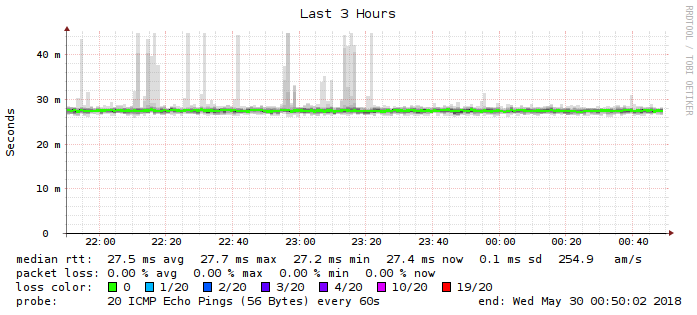 Last 3 Hours
RRDTOOL / TOBI OETIKER
Seconds
40 m
30 m
20 m
10 m
0
22:00 22:20 22:40 23:00 23:20 23:40 00:00 00:20 00:40
median rtt: 27.5 ms avg 27.7 ms max 27.2 ms min 27.4 ms now 0.1 ms sd 254.9 am/s
packet loss: 0.00 % avg 0.00 % max 0.00 % min 0.00 % now
loss color: 0 1/20 2/20 3/20 4/20 10/20 19/20
probe: 20 ICMP Echo Pings (56 Bytes) every 60s end: Wed May 30 00:50:02 2018